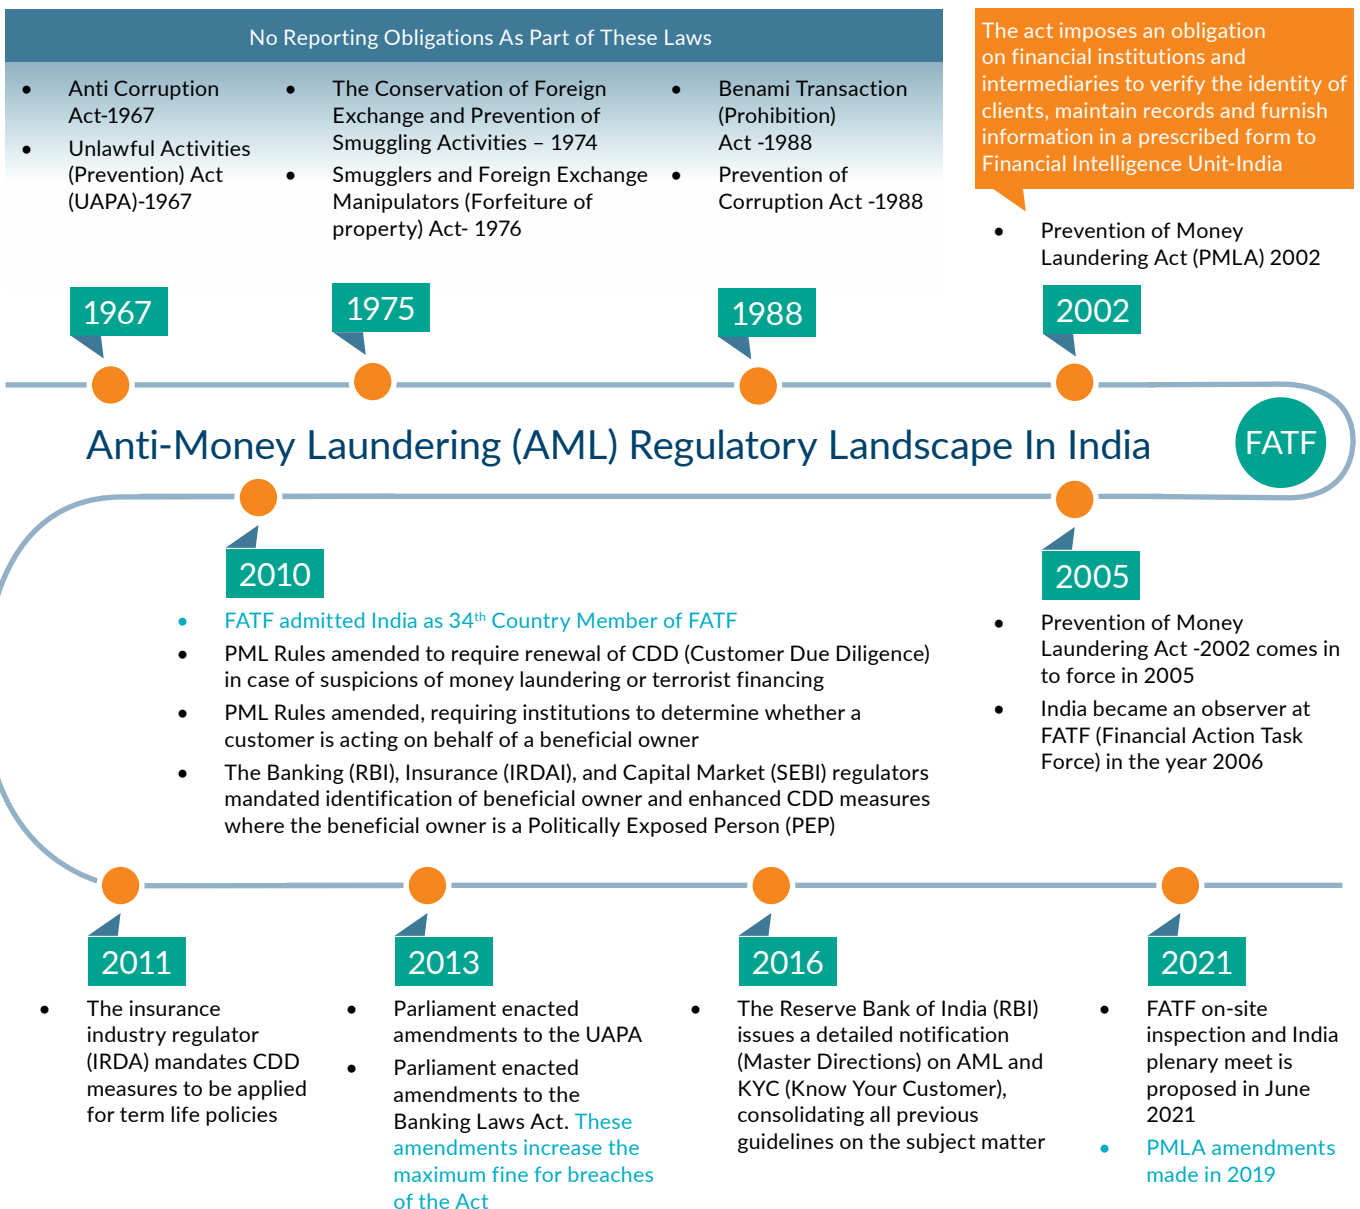 No Reporting Obligations As Part of These Laws
• Anti Corruption
Act-1967
• Unlawful Activities
(Prevention) Act
(UAPA)-1967
• The Conservation of Foreign
Exchange and Prevention of
Smuggling Activities – 1974
• Smugglers and Foreign Exchange
Manipulators (Forfeiture of
property) Act- 1976
• Benami Transaction
(Prohibition)
Act -1988
• Prevention of
Corruption Act -1988
The act imposes an obligation
on financial institutions and
intermediaries to verify the identity of
clients, maintain records and furnish
information in a prescribed form to
Financial Intelligence Unit-India
• Prevention of Money
Laundering Act (PMLA) 2002
1967
1975
1988
2002
Anti-Money Laundering (AML) Regulatory Landscape In India
FATF
2010
• FATF admitted India as 34th Country Member of FATF
• PML Rules amended to require renewal of CDD (Customer Due Diligence)
in case of suspicions of money laundering or terrorist financing
• PML Rules amended, requiring institutions to determine whether a
customer is acting on behalf of a beneficial owner
• The Banking (RBI), Insurance (IRDAI), and Capital Market (SEBI) regulators
mandated identification of beneficial owner and enhanced CDD measures
where the beneficial owner is a Politically Exposed Person (PEP)
2005
• Prevention of Money
Laundering Act -2002 comes in
to force in 2005
• India became an observer at
FATF (Financial Action Task
Force) in the year 2006
2011
• The insurance
industry regulator
(IRDA) mandates CDD
measures to be applied
for term life policies
2013
• Parliament enacted
amendments to the UAPA
• Parliament enacted
amendments to the
Banking Laws Act. These
amendments increase the
maximum fine for breaches
of the Act
2016
• The Reserve Bank of India (RBI)
issues a detailed notification
(Master Directions) on AML and
KYC (Know Your Customer),
consolidating all previous
guidelines on the subject matter
2021
• FATF on-site
inspection and India
plenary meet is
proposed in June
2021
• PMLA amendments
made in 2019